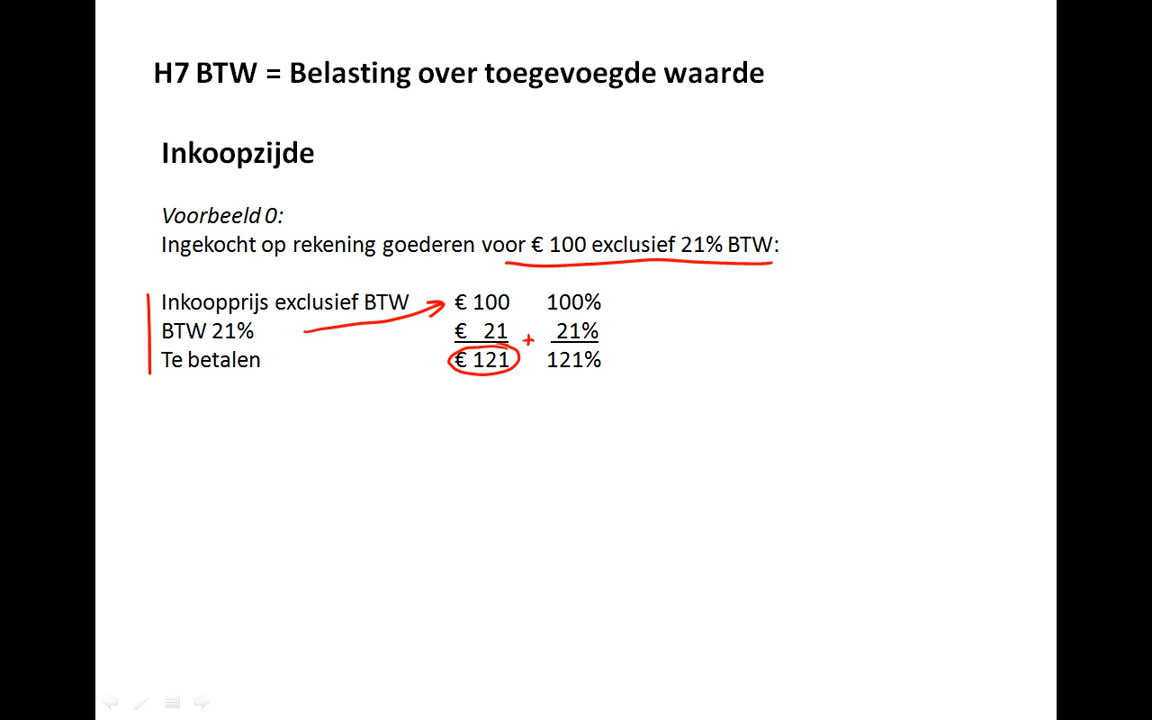 H7 BTW = Belasting over toegevoegde waarde
Inkoopzijde
Voorbeeld 0:
Ingekocht op rekening goederen voor € 100 exclusief 21% BTW:
Inkoopprijs exclusief BTW € 100 100%
BTW 21% € 21 + 21%
Te betalen € 121 121%